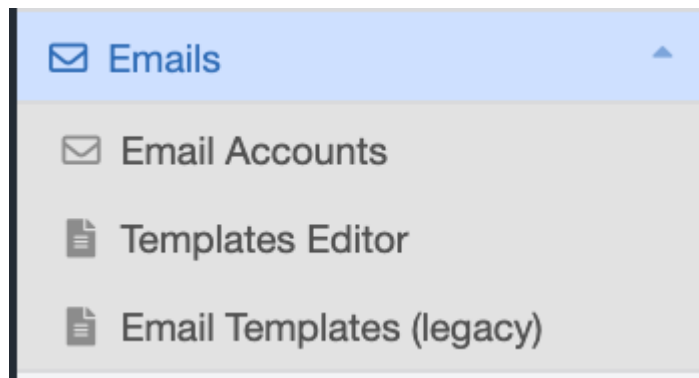 Emails
Email Accounts
Templates Editor
Email Templates (legacy)